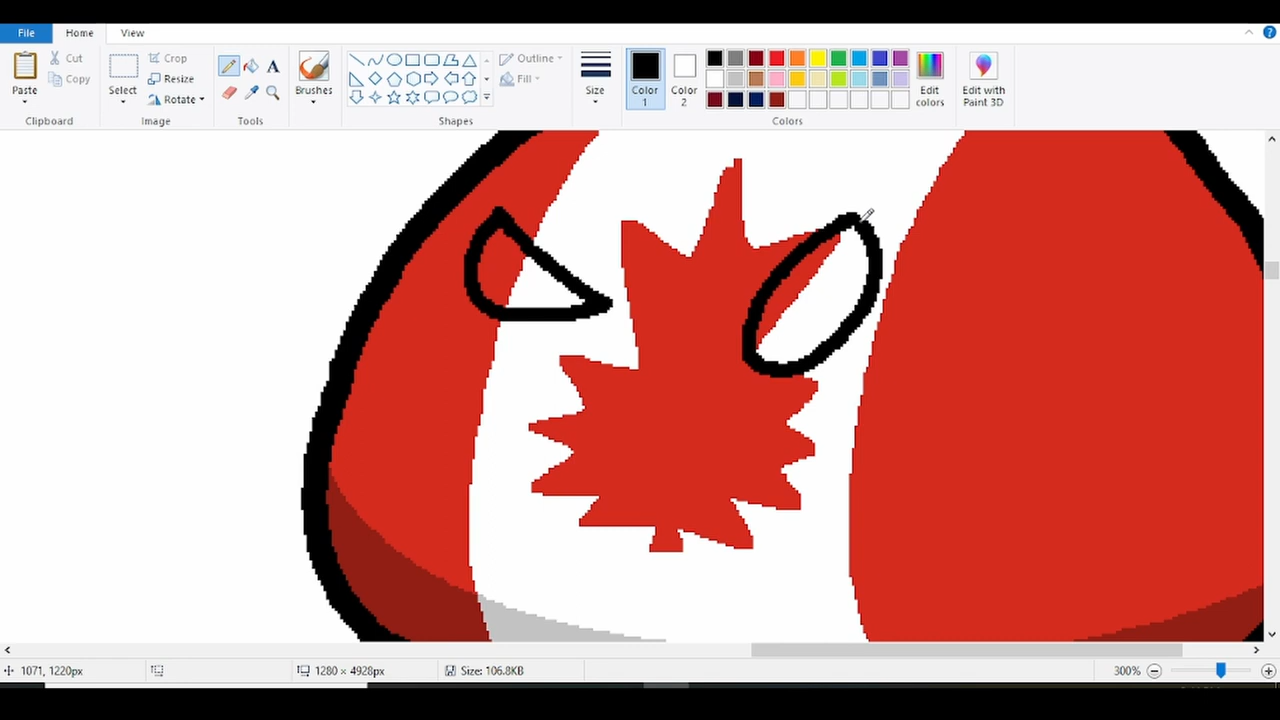 File Home View
Paste
Cut
Copy
Clipboard
Select
Crop
Resize
Rotate
Image
A
Tools
Brushes
Outline
Fill
Shapes
Size
Color 1
Color 2
Edit colors
Colors
Edit with Paint 3D
1071, 1220px
1280 × 4928px
Size: 106.8KB
300%